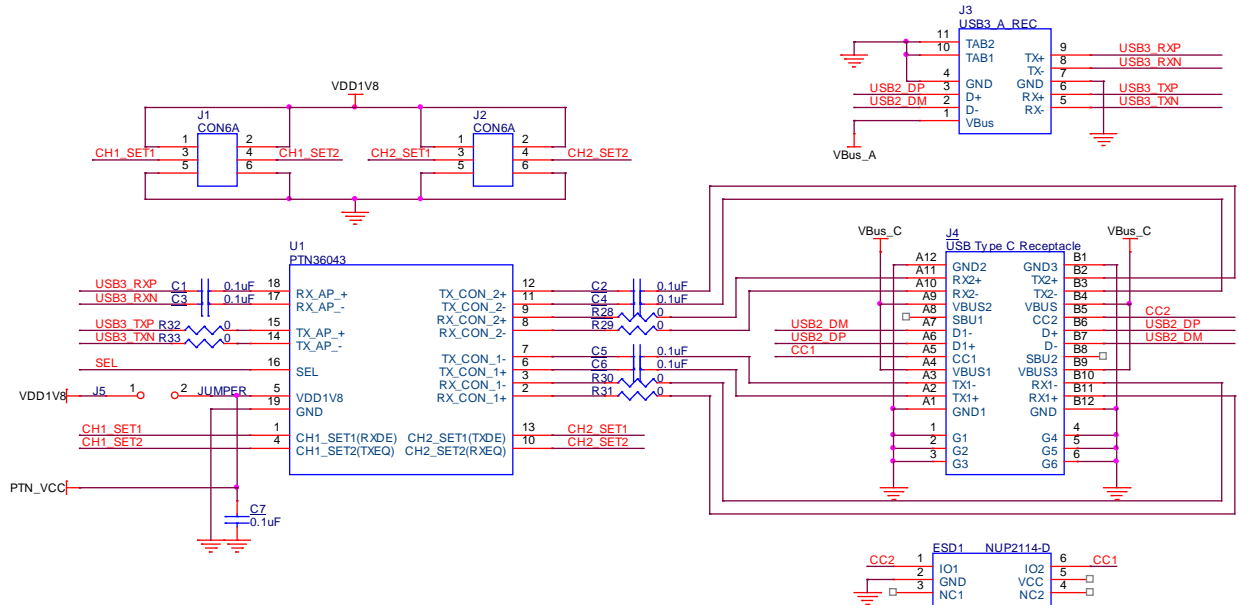 J3
USB3_A_REC
11 TAB2
10 TAB1
4 GND
USB2_DP 3 D+
USB2_DM 2 D-
1 VBus
VBus_A
TX+ 9 USB3_RXP
TX- 8 USB3_RXN
GND 7
RX+ 6 USB3_TXP
RX- 5 USB3_TXN
VDD1V8
J1
CON6A
1 2
CH1_SET1 3 4 CH1_SET2
5 6
J2
CON6A
1 2
CH2_SET1 3 4 CH2_SET2
5 6
U1
PTN36043
USB3_RXP C1 0.1uF 18 RX_AP_+
USB3_RXN C3 0.1uF 17 RX_AP_-
USB3_TXP R32 0 15 TX_AP_+
USB3_TXN R33 0 14 TX_AP_-
SEL 16 SEL
VDD1V8 J5 1 2 JUMPER 5 VDD1V8
19 GND
CH1_SET1 1 CH1_SET1(RXDE)
CH1_SET2 4 CH1_SET2(TXEQ)
PTN_VCC
C7
0.1uF
TX_CON_2+ 12 C2 0.1uF
TX_CON_2- 11 C4 0.1uF
RX_CON_2+ 9 R28 0
RX_CON_2- 8 R29 0
TX_CON_1- 7 C5 0.1uF
TX_CON_1+ 6 C6 0.1uF
RX_CON_1- 3 R30 0
RX_CON_1+ 2 R31 0
CH2_SET1(TXDE) 13 CH2_SET1
CH2_SET2(RXEQ) 10 CH2_SET2
VBus_C
VBus_C
J4
USB Type C Receptacle
A12 GND2
A11 RX2+
A10 RX2-
A9 VBUS2
A8 SBU1
USB2_DM A7 D1-
USB2_DP A6 D1+
CC1 A5 CC1
A4 VBUS1
A3 TX1-
A2 TX1+
A1 GND1
1 G1
2 G2
3 G3
GND3 B1
TX2+ B2
TX2- B3
VBUS B4
CC2 B5 CC2
D+ B6 USB2_DP
D- B7 USB2_DM
SBU2 B8
VBUS3 B9
RX1- B10
RX1+ B11
GND B12
G4 4
G5 5
G6 6
ESD1 NUP2114-D
CC2 1 IO1
2 GND
3 NC1
IO2 6 CC1
VCC 5
NC2 4